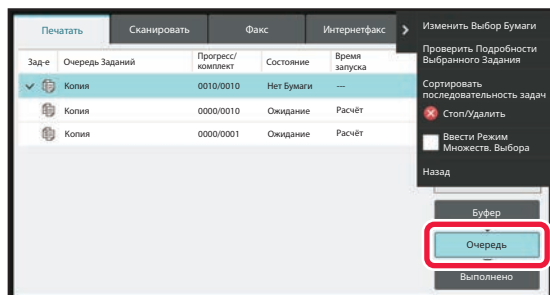 Печатать Сканировать Факс Интернетфакс
Зад-е Очередь Заданий Прогресс/комплект Состояние Время запуска
Копия 0010/0010 Нет Бумаги ---
Копия 0000/0010 Ожидание Расчёт
Копия 0000/0001 Ожидание Расчёт
Изменить Выбор Бумаги
Проверить Подробности
Выбранного Задания
Сортировать
последовательность задач
Стоп/Удалить
Ввести Режим
Множеств. Выбора
Назад
Буфер
Очередь
Выполнено